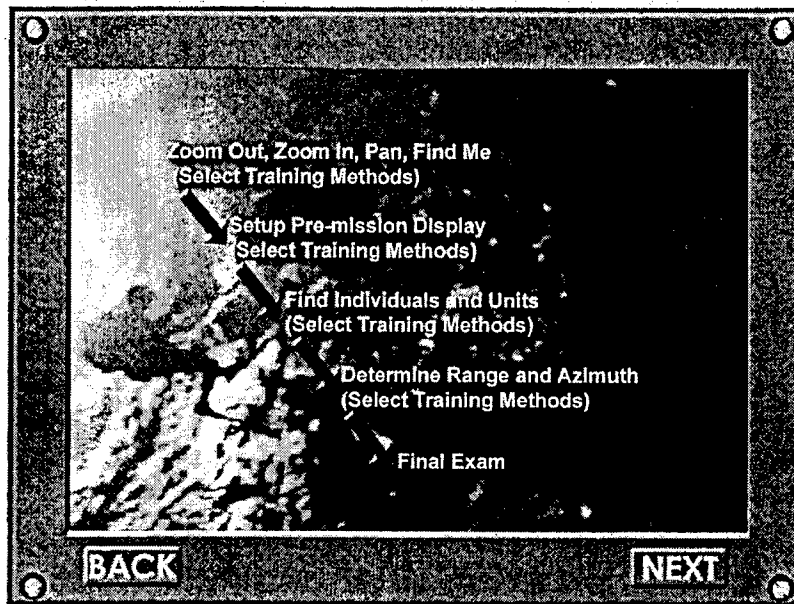 Zoom Out, Zoom In, Pan, Find Me
(Select Training Methods)
Setup Pre-mission Display
(Select Training Methods)
Find Individuals and Units
(Select Training Methods)
Determine Range and Azimuth
(Select Training Methods)
Final Exam
BACK
NEXT